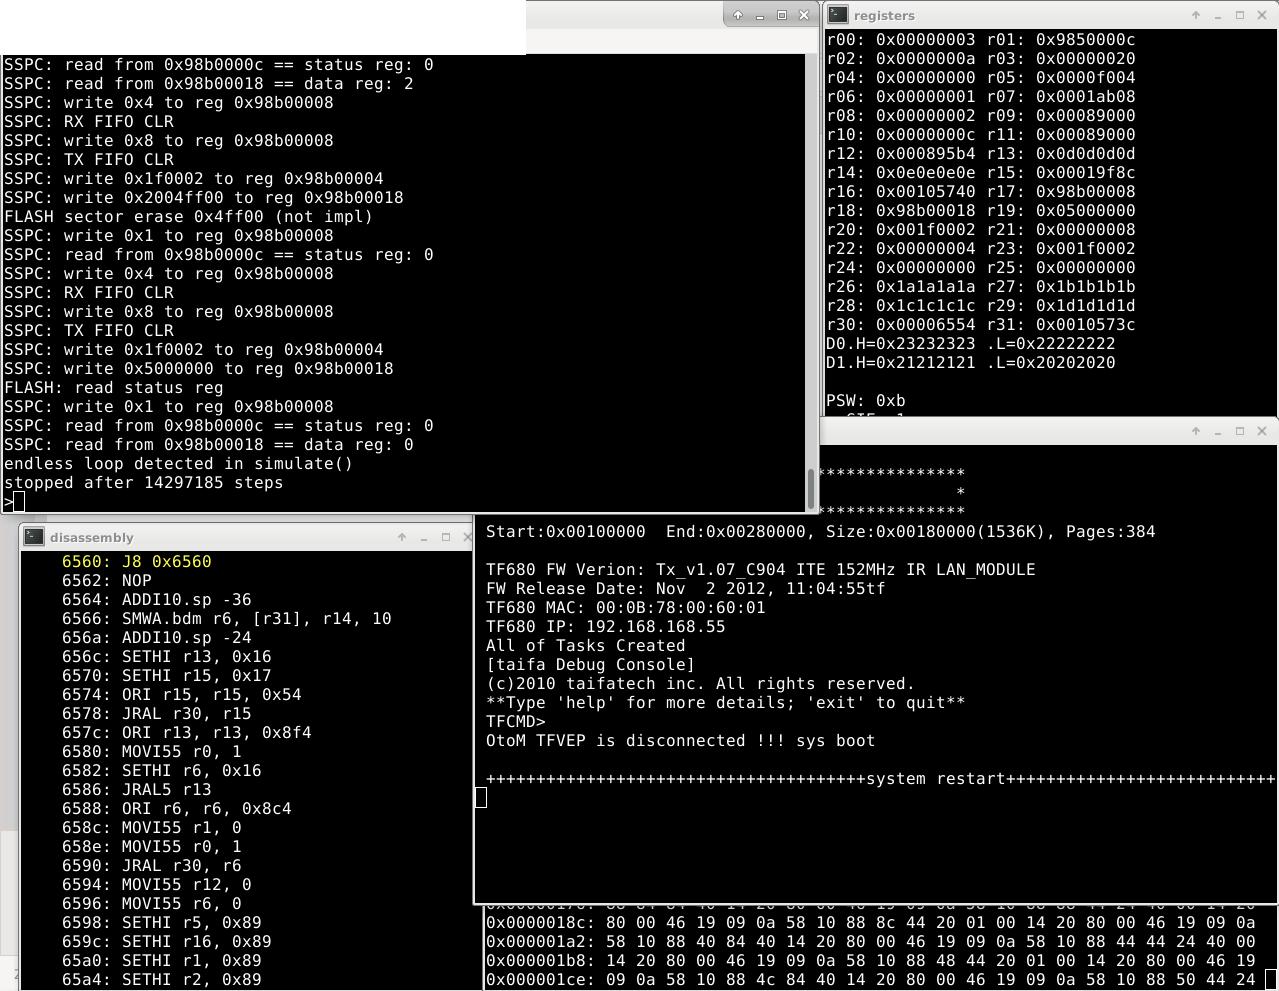 SSPC: read from 0x98b0000c == status reg: 0
SSPC: read from 0x98b00018 == data reg: 2
SSPC: write 0x4 to reg 0x98b00008
SSPC: RX FIFO CLR
SSPC: write 0x8 to reg 0x98b00008
SSPC: TX FIFO CLR
SSPC: write 0x1f0002 to reg 0x98b00004
SSPC: write 0x2004ff00 to reg 0x98b00018
FLASH sector erase 0x4ff00 (not impl)
SSPC: write 0x1 to reg 0x98b00008
SSPC: read from 0x98b0000c == status reg: 0
SSPC: write 0x4 to reg 0x98b00008
SSPC: RX FIFO CLR
SSPC: write 0x8 to reg 0x98b00008
SSPC: TX FIFO CLR
SSPC: write 0x1f0002 to reg 0x98b00004
SSPC: write 0x5000000 to reg 0x98b00018
FLASH: read status reg
SSPC: write 0x1 to reg 0x98b00008
SSPC: read from 0x98b0000c == status reg: 0
SSPC: read from 0x98b00018 == data reg: 0
endless loop detected in simulate()
stopped after 14297185 steps
>
registers
r00: 0x00000003 r01: 0x9850000c
r02: 0x0000000a r03: 0x00000020
r04: 0x00000000 r05: 0x0000f004
r06: 0x00000001 r07: 0x0001ab08
r08: 0x00000002 r09: 0x00089000
r10: 0x0000000c r11: 0x00089000
r12: 0x000895b4 r13: 0x0d0d0d0d
r14: 0x0e0e0e0e r15: 0x00019f8c
r16: 0x00105740 r17: 0x98b00008
r18: 0x98b00018 r19: 0x05000000
r20: 0x001f0002 r21: 0x00000008
r22: 0x00000004 r23: 0x001f0002
r24: 0x00000000 r25: 0x00000000
r26: 0x1a1a1a1a r27: 0x1b1b1b1b
r28: 0x1c1c1c1c r29: 0x1d1d1d1d
r30: 0x00006554 r31: 0x0010573c
D0.H=0x23232323 .L=0x22222222
D1.H=0x21212121 .L=0x20202020
PSW: 0xb
disassembly
6560: J8 0x6560
6562: NOP
6564: ADDI10.sp -36
6566: SMWA.bdm r6, [r31], r14, 10
656a: ADDI10.sp -24
656c: SETHI r13, 0x16
6570: SETHI r15, 0x17
6574: ORI r15, r15, 0x54
6578: JRAL r30, r15
657c: ORI r13, r13, 0x8f4
6580: MOVI55 r0, 1
6582: SETHI r6, 0x16
6586: JRAL5 r13
6588: ORI r6, r6, 0x8c4
658c: MOVI55 r1, 0
658e: MOVI55 r0, 1
6590: JRAL r30, r6
6594: MOVI55 r12, 0
6596: MOVI55 r6, 0
6598: SETHI r5, 0x89
659c: SETHI r16, 0x89
65a0: SETHI r1, 0x89
65a4: SETHI r2, 0x89
***************
*
***************
Start:0x00100000  End:0x00280000, Size:0x00180000(1536K), Pages:384
TF680 FW Verion: Tx_v1.07_C904 ITE 152MHz IR LAN_MODULE
FW Release Date: Nov  2 2012, 11:04:55tf
TF680 MAC: 00:0B:78:00:60:01
TF680 IP: 192.168.168.55
All of Tasks Created
[taifa Debug Console]
(c)2010 taifatech inc. All rights reserved.
**Type 'help' for more details; 'exit' to quit**
TFCMD>
OtoM TFVEP is disconnected !!! sys boot
++++++++++++++++++++++++++++++++++++++system restart+++++++++++++++++++++++++++
0x0000018c: 80 00 46 19 09 0a 58 10 88 8c 44 20 01 00 14 20 80 00 46 19 09 0a
0x000001a2: 58 10 88 40 84 40 14 20 80 00 46 19 09 0a 58 10 88 44 44 24 40 00
0x000001b8: 14 20 80 00 46 19 09 0a 58 10 88 48 44 20 01 00 14 20 80 00 46 19
0x000001ce: 09 0a 58 10 88 4c 84 40 14 20 80 00 46 19 09 0a 58 10 88 50 44 24